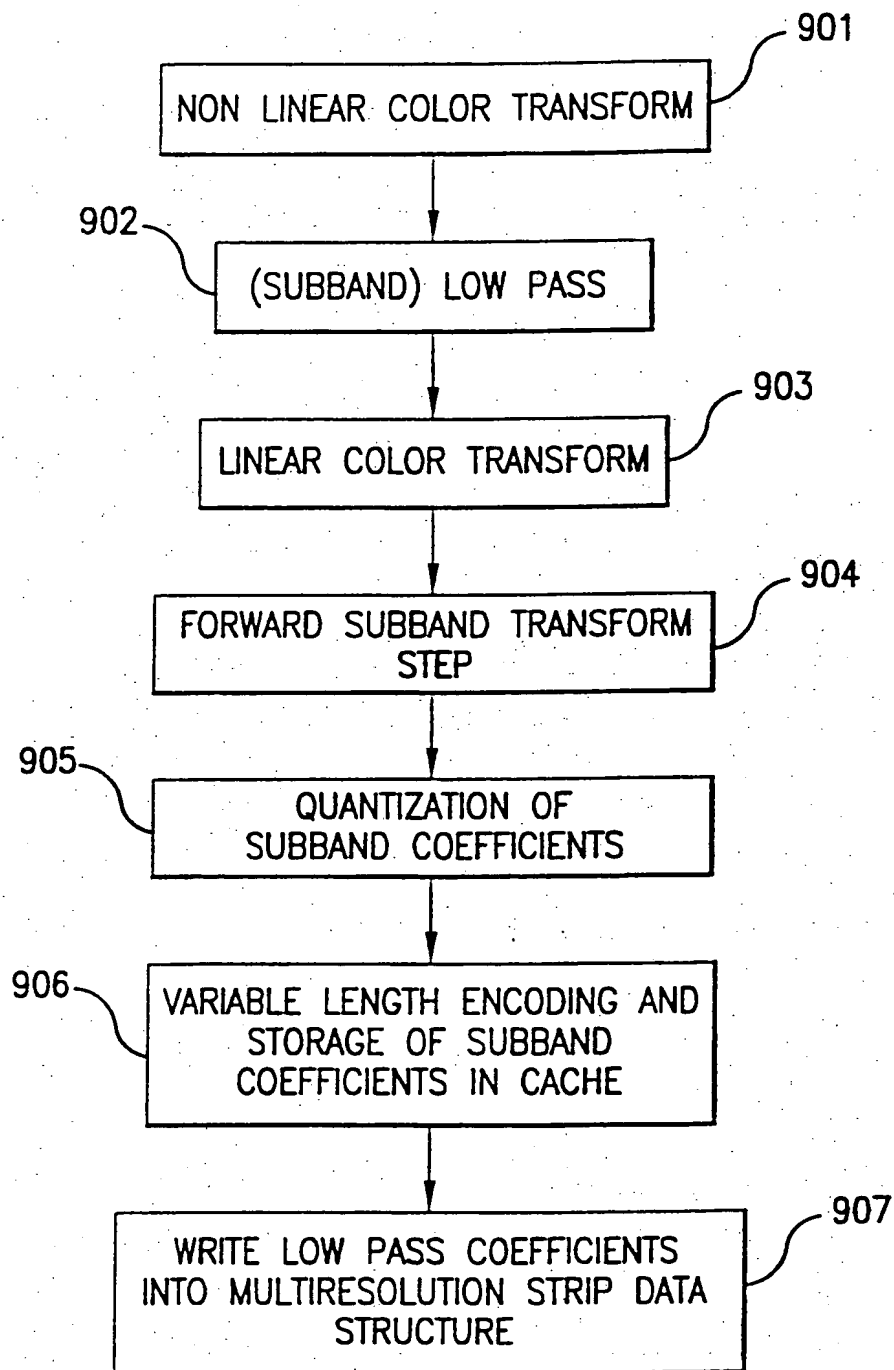 901
NON LINEAR COLOR TRANSFORM
902
(SUBBAND) LOW PASS
903
LINEAR COLOR TRANSFORM
904
FORWARD SUBBAND TRANSFORM
STEP
905
QUANTIZATION OF
SUBBAND COEFFICIENTS
906
VARIABLE LENGTH ENCODING AND
STORAGE OF SUBBAND
COEFFICIENTS IN CACHE
907
WRITE LOW PASS COEFFICIENTS
INTO MULTIRESOLUTION STRIP DATA
STRUCTURE